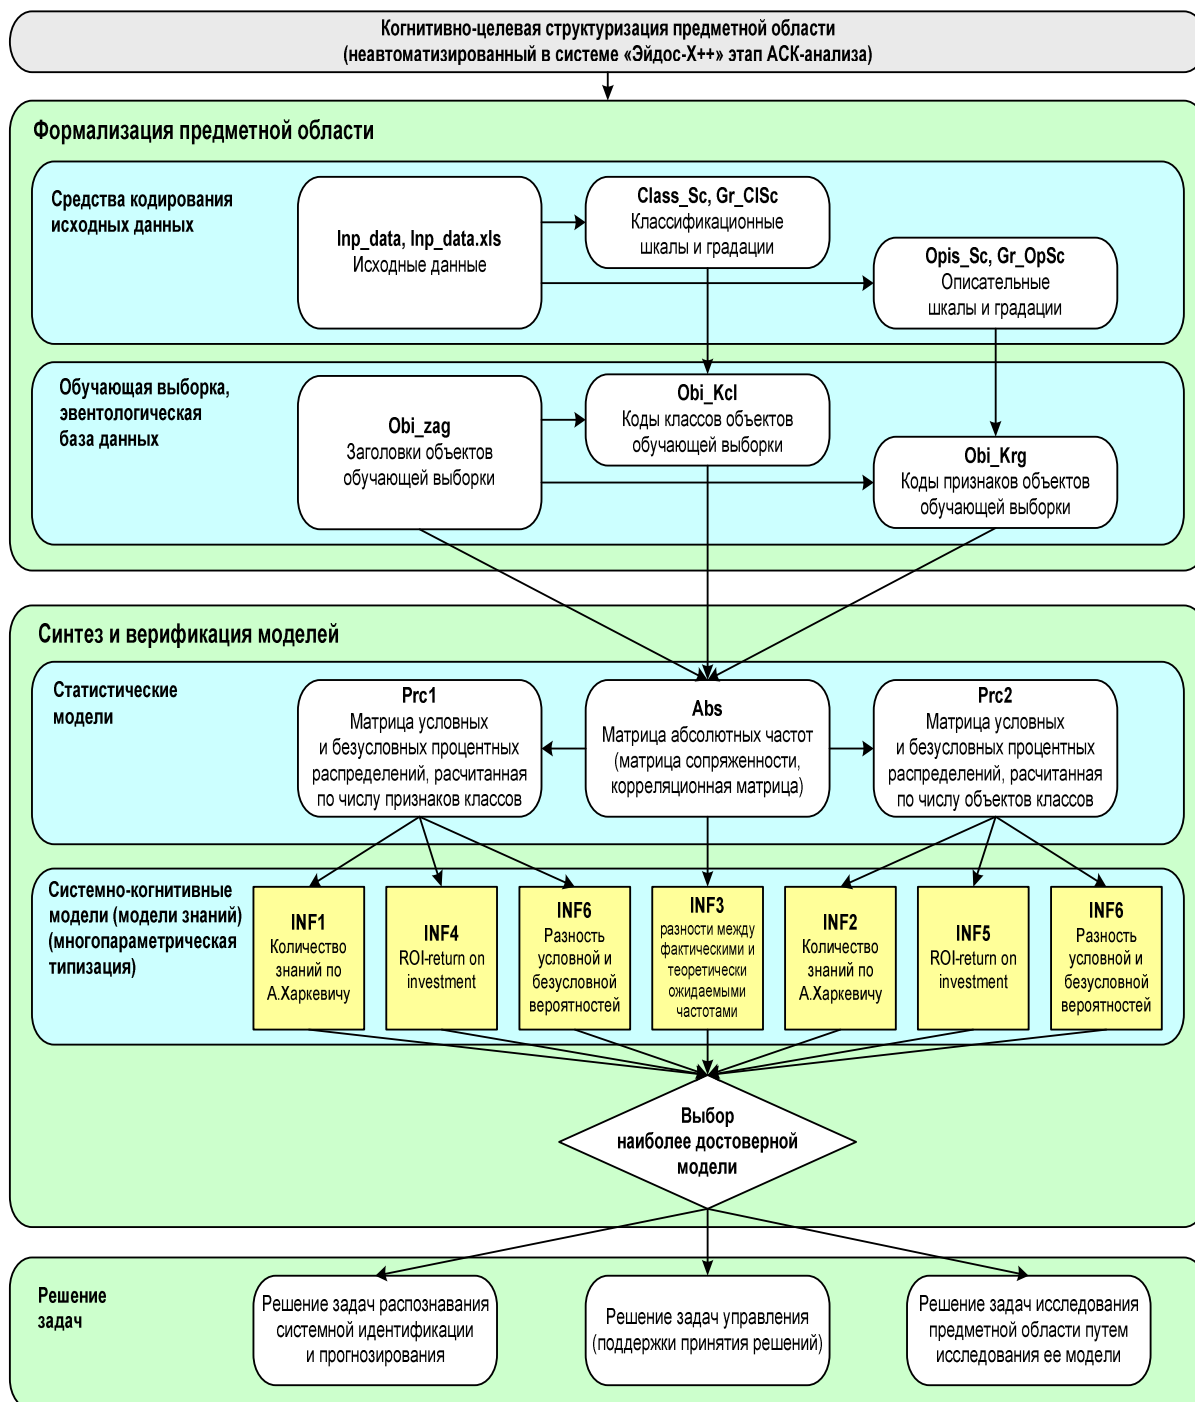 Когнитивно-целевая структуризация предметной области
(неавтоматизированный в системе «Эйдос-Х++» этап АСК-анализа)
Формализация предметной области
Средства кодирования
исходных данных
Inp_data, Inp_data.xls
Исходные данные
Class_Sc, Gr_ClSc
Классификационные
шкалы и градации
Opis_Sc, Gr_OpSc
Описательные
шкалы и градации
Обучающая выборка,
эвентологическая
база данных
Obi_zag
Заголовки объектов
обучающей выборки
Obi_Kcl
Коды классов объектов
обучающей выборки
Obi_Krg
Коды признаков объектов
обучающей выборки
Синтез и верификация моделей
Статистические
модели
Prc1
Матрица условных
и безусловных процентных
распределений, расчитанная
по числу признаков классов
Abs
Матрица абсолютных частот
(матрица сопряженности,
корреляционная матрица)
Prc2
Матрица условных
и безусловных процентных
распределений, расчитанная
по числу объектов классов
Системно-когнитивные
модели (модели знаний)
(многопараметрическая
типизация)
INF1
Количество
знаний по
А.Харкевичу
INF4
ROI-return on
investment
INF6
Разность
условной и
безусловной
вероятностей
INF3
разности между
фактическими и
теоретически
ожидаемыми
частотами
INF2
Количество
знаний по
А.Харкевичу
INF5
ROI-return on
investment
INF6
Разность
условной и
безусловной
вероятностей
Выбор
наиболее достоверной
модели
Решение
задач
Решение задач распознавания
системной идентификации
и прогнозирования
Решение задач управления
(поддержки принятия решений)
Решение задач исследования
предметной области путем
исследования ее модели